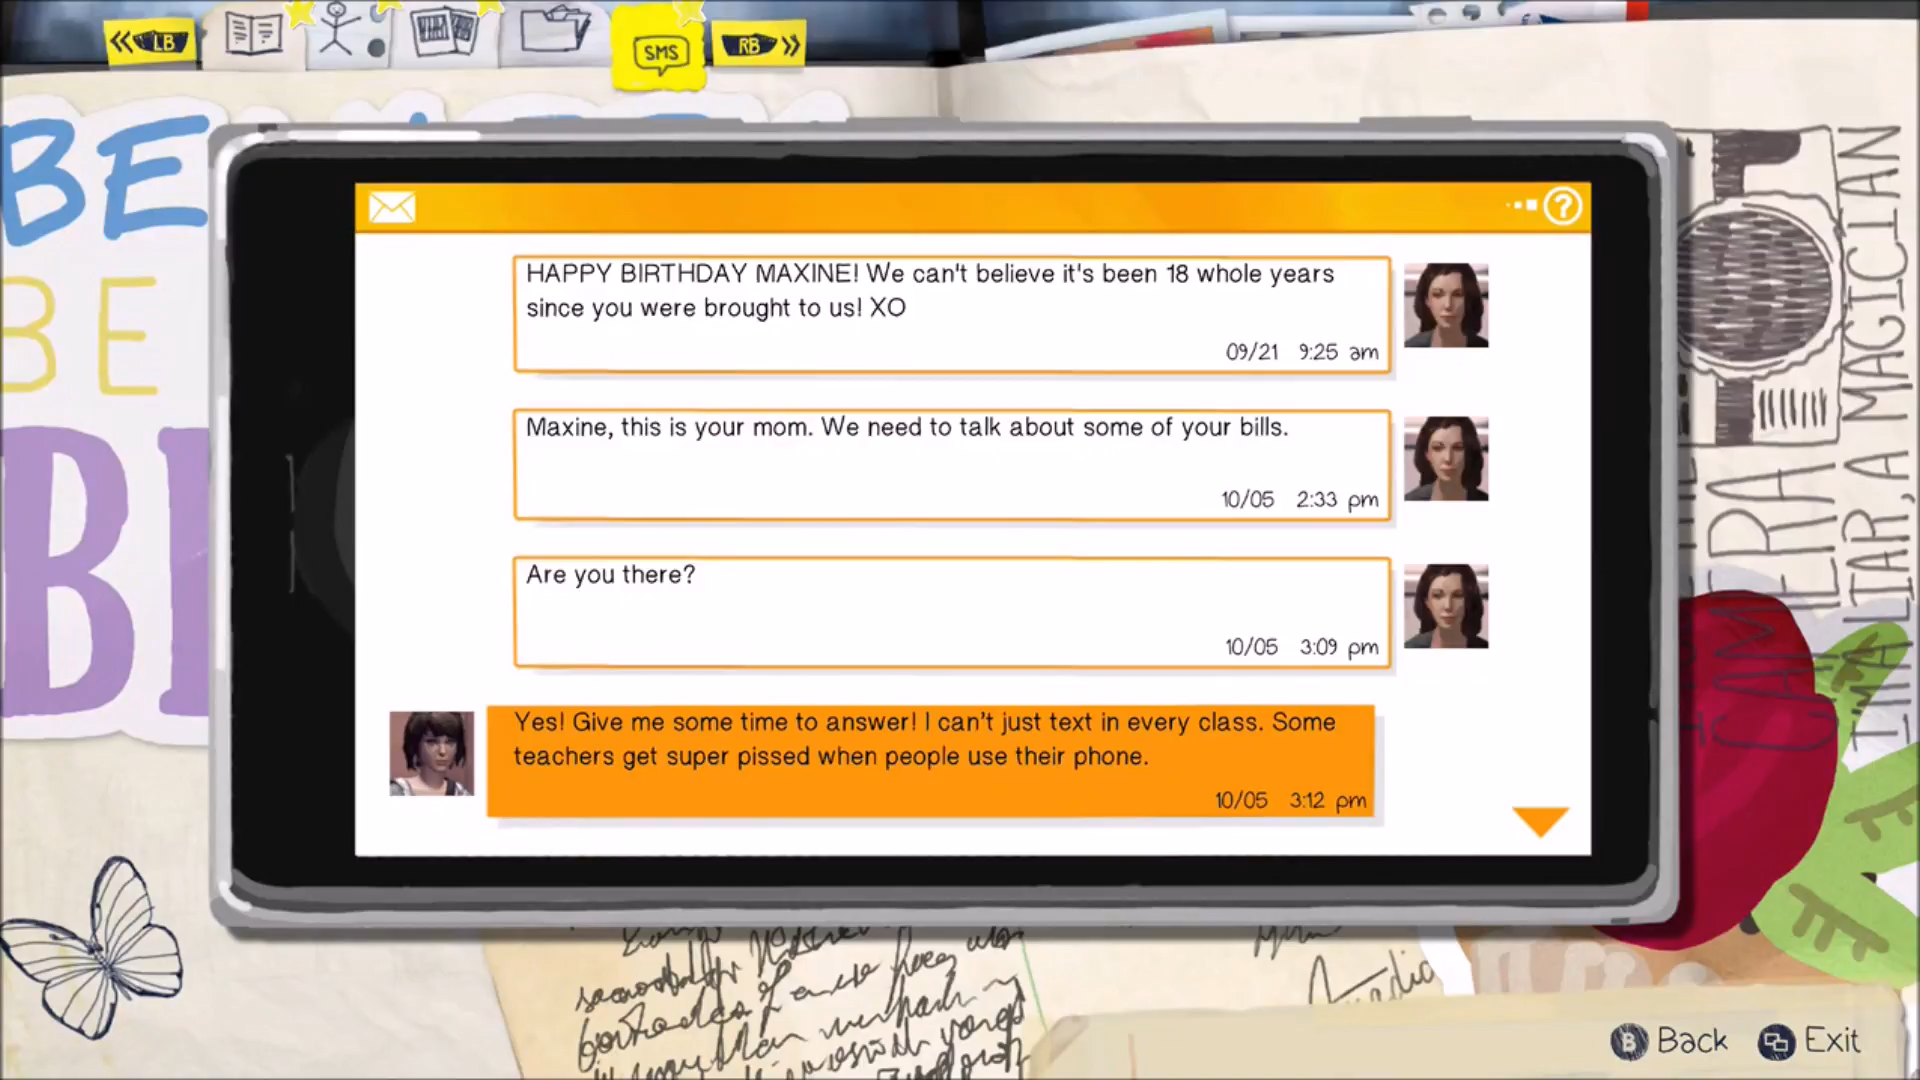 LB
SMS
RB
BE
BE
HAPPY BIRTHDAY MAXINE! We can't believe it's been 18 whole years
since you were brought to us! XO
09/21 9:25 am
Maxine, this is your mom. We need to talk about some of your bills.
10/05 2:33 pm
Are you there?
10/05 3:09 pm
Yes! Give me some time to answer! I can't just text in every class. Some
teachers get super pissed when people use their phone.
10/05 3:12 pm
CAMERA
LIAR, A MAGICIAN
B Back
Exit